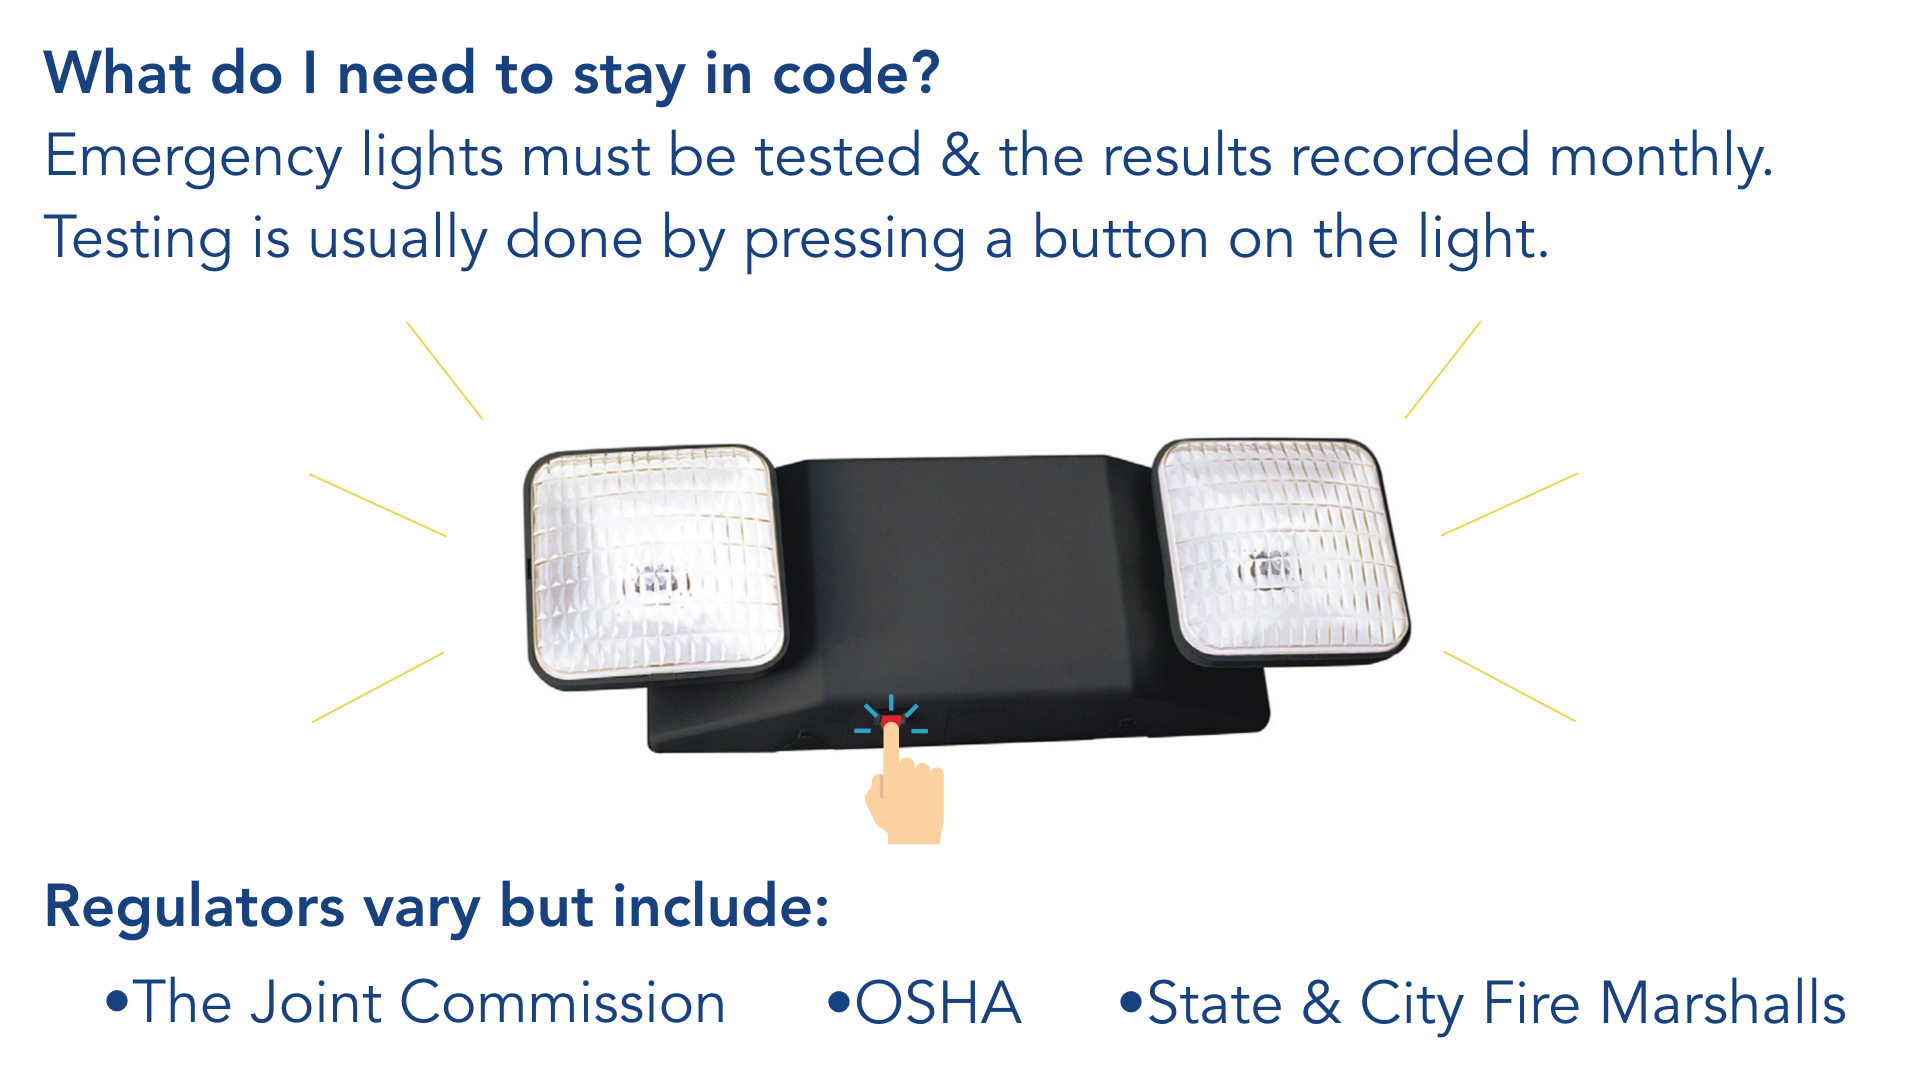 What do I need to stay in code?
Emergency lights must be tested & the results recorded monthly.
Testing is usually done by pressing a button on the light.
Regulators vary but include:
•The Joint Commission •OSHA •State & City Fire Marshalls